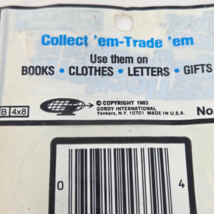 Collect 'em-Trade 'em
Use them on
BOOKS • CLOTHES • LETTERS • GIFTS
© COPYRIGHT 1983
GORDY INTERNATIONAL
Yonkers, N.Y. 10701 MADE IN U.S.A.
B 4x8
No
0 4